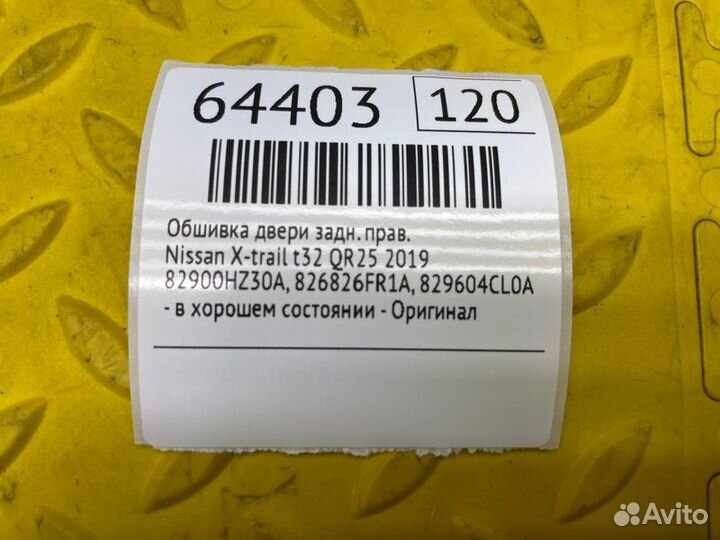 64403 120
Обшивка двери задн. прав.
Nissan X-trail t32 QR25 2019
82900HZ30A, 826826FR1A, 829604CL0A
- в хорошем состоянии - Оригинал
Avito